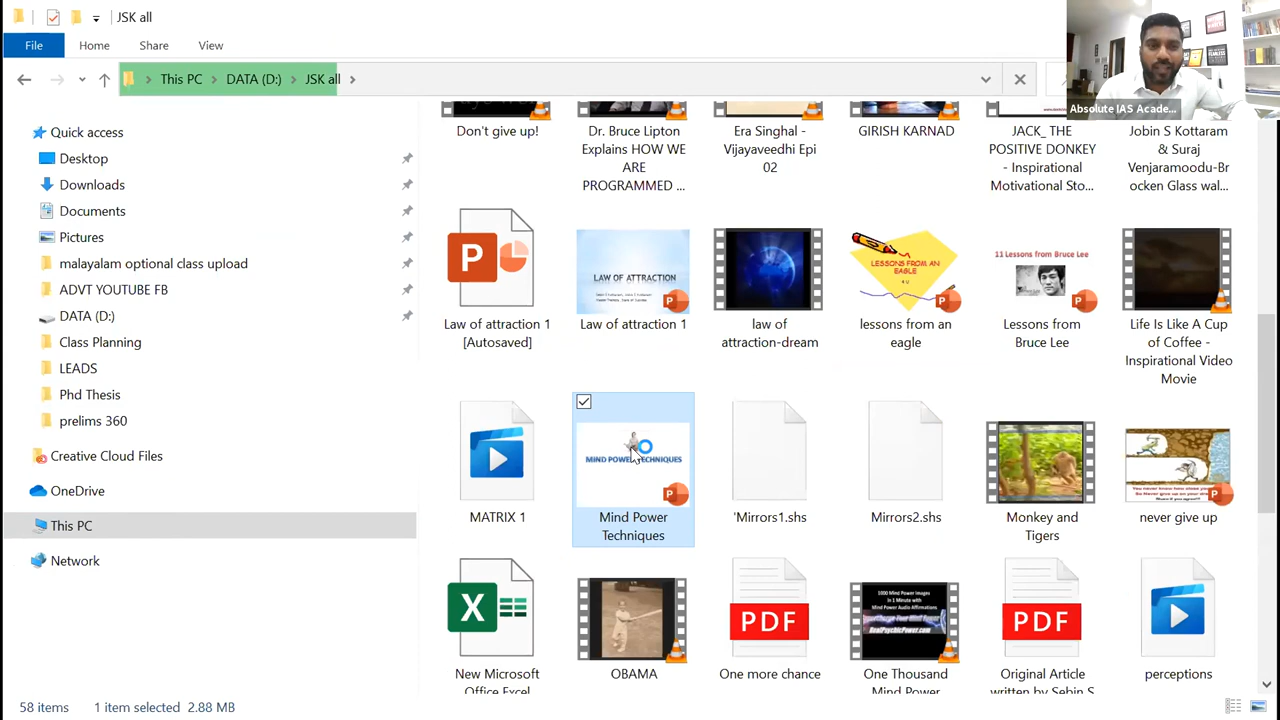 JSK all
File
Home
Share
View
This PC
DATA (D:)
JSK all
Absolute IAS Acade...
Quick access
Desktop
Downloads
Documents
Pictures
malayalam optional class upload
ADVT YOUTUBE FB
DATA (D:)
Class Planning
LEADS
Phd Thesis
prelims 360
Creative Cloud Files
OneDrive
This PC
Network
Don't give up!
Dr. Bruce Lipton
Explains HOW WE
ARE
PROGRAMMED ...
Era Singhal -
Vijayaveedhi Epi
02
GIRISH KARNAD
JACK_ THE
POSITIVE DONKEY
- Inspirational
Motivational Sto...
Jobin S Kottaram
& Suraj
Venjaramoodu-Br
ocken Glass wal...
P
Law of attraction 1
[Autosaved]
LAW OF ATTRACTION
P
Law of attraction 1
law of
attraction-dream
LESSONS FROM AN
EAGLE
4 U
P
lessons from an
eagle
11 Lessons from Bruce Lee
P
Lessons from
Bruce Lee
Life Is Like A Cup
of Coffee -
Inspirational Video
Movie
MATRIX 1
MIND POWER TECHNIQUES
P
Mind Power
Techniques
'Mirrors1.shs
Mirrors2.shs
Monkey and
Tigers
P
never give up
X
New Microsoft
Office Excel
OBAMA
PDF
One more chance
1000 Mind Power Images
in 1 Minute with
Mind Power Audio Affirmations
RealPsychicPower.com
One Thousand
Mind Power
PDF
Original Article
written by Sebin S
perceptions
58 items
1 item selected
2.88 MB